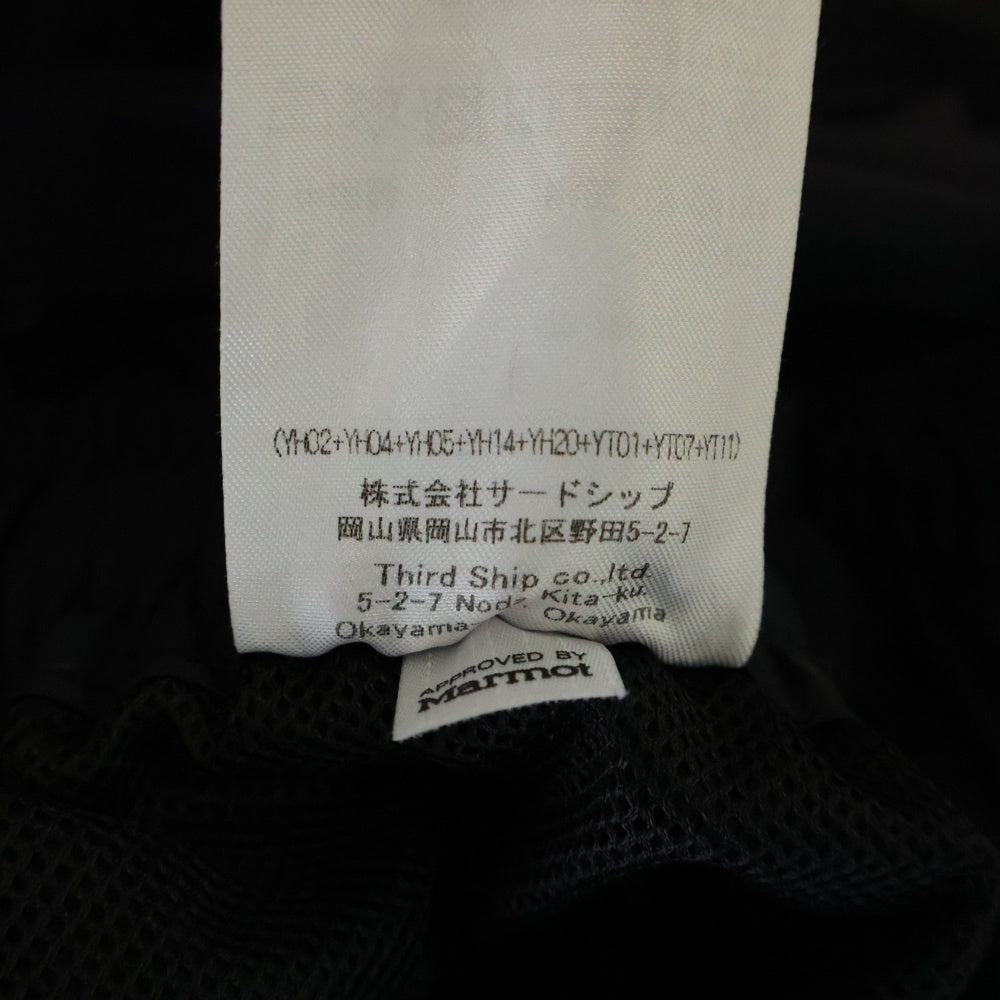 (YH02+YH04+YH05+YH14+YH20+YT01+YT07+YT11)
株式会社サードシップ
岡山県岡山市北区野田5-2-7
Third Ship co.,ltd.
5-2-7 Noda Kita-ku.
Okayama- Okayama
APPROVED BY
Marmot